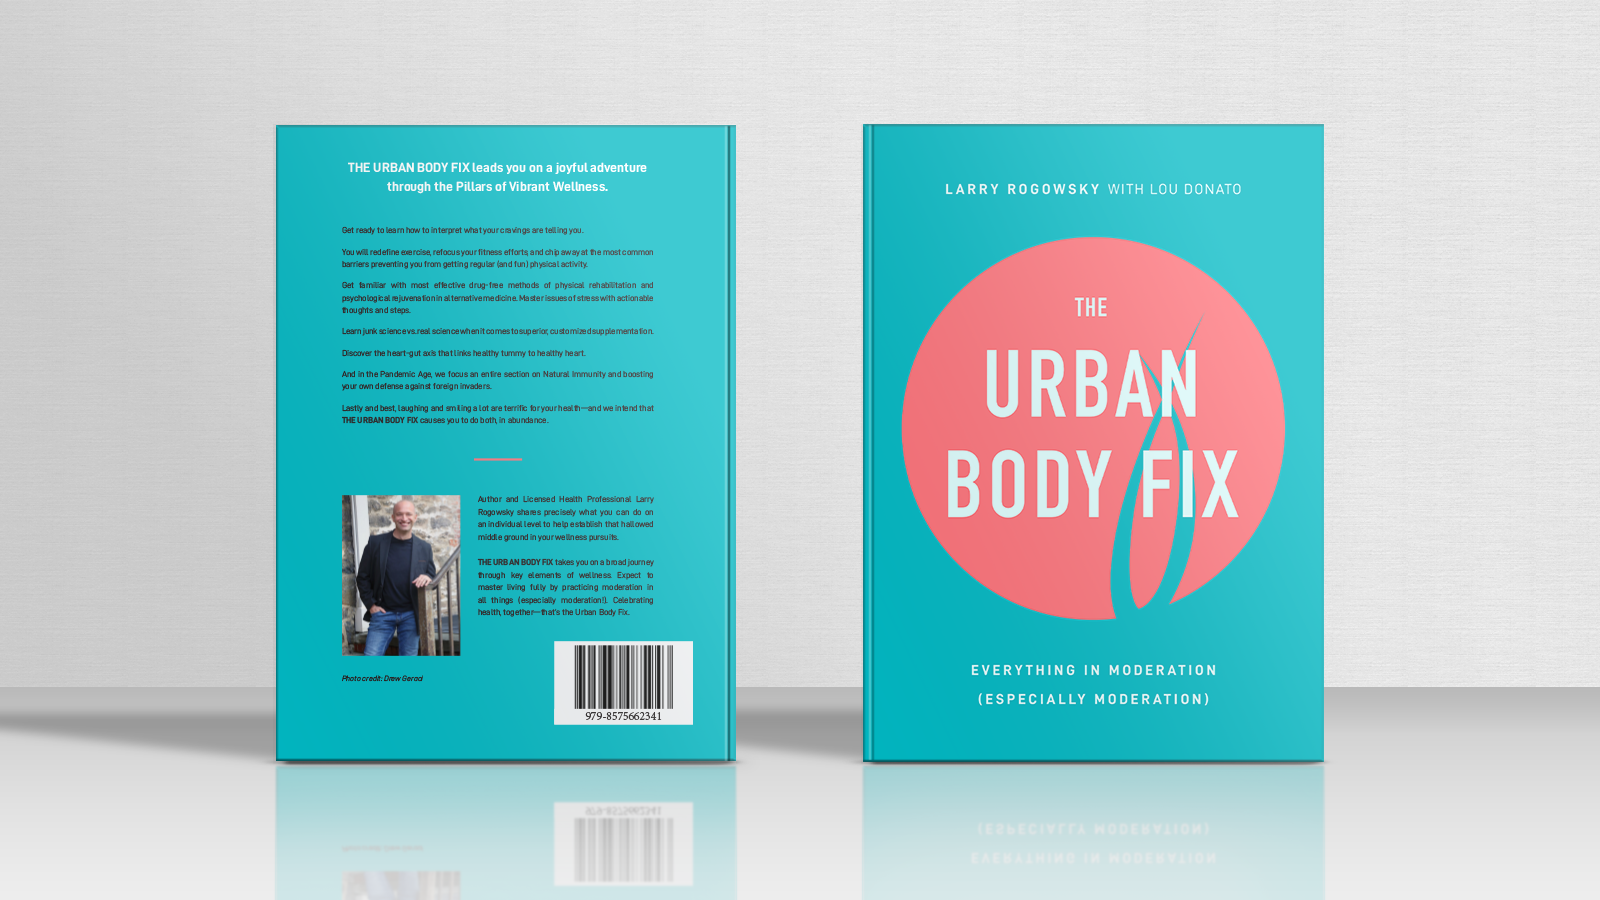 THE URBAN BODY FIX leads you on a joyful adventure
through the Pillars of Vibrant Wellness.
Get ready to learn how to interpret what your cravings are telling you.
You will redefine exercise, refocus your fitness efforts, and chip away at the most common
barriers preventing you from getting regular (and fun) physical activity.
Get familiar with most effective drug-free methods of physical rehabilitation and
psychological rejuvenation in alternative medicine. Master issues of stress with actionable
thoughts and steps.
Learn junk science vs. real science when it comes to superior, customized supplementation.
Discover the heart-gut axis that links healthy tummy to healthy heart.
And in the Pandemic Age, we focus an entire section on Natural Immunity and boosting
your own defense against foreign invaders.
Lastly and best, laughing and smiling a lot are terrific for your health—and we intend that
THE URBAN BODY FIX causes you to do both, in abundance.
Author and Licensed Health Professional Larry
Rogowsky shares precisely what you can do on
an individual level to help establish that hallowed
middle ground in your wellness pursuits.
THE URBAN BODY FIX takes you on a broad journey
through key elements of wellness. Expect to
master living fully by practicing moderation in
all things (especially moderation!). Celebrating
health, together—that's the Urban Body Fix.
Photo credit: Drew Gerad
979-8575662341
LARRY ROGOWSKY WITH LOU DONATO
THE
URBAN
BODY FIX
EVERYTHING IN MODERATION
(ESPECIALLY MODERATION)